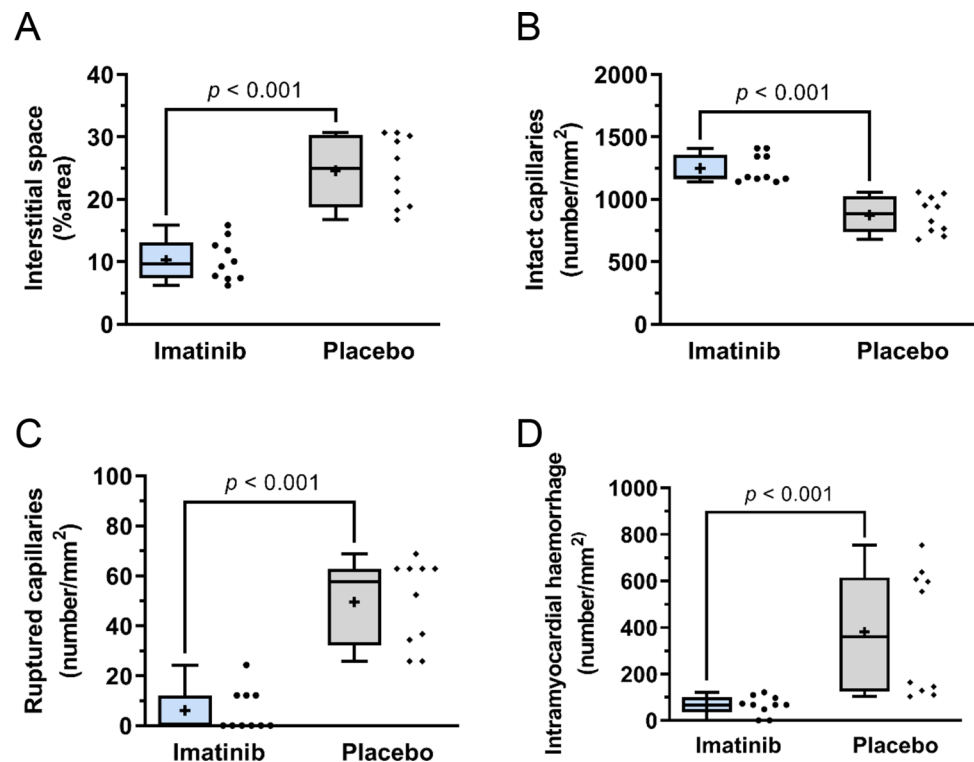 A
Interstitial space
(%area)
40
30
20
10
0
p < 0.001
Imatinib
Placebo
B
Intact capillaries
(number/mm²)
2000
1500
1000
500
0
p < 0.001
Imatinib
Placebo
C
Ruptured capillaries
(number/mm²)
100
80
60
40
20
0
p < 0.001
Imatinib
Placebo
D
Intramyocardial haemorrhage
(number/mm²)
1000
800
600
400
200
0
p < 0.001
Imatinib
Placebo